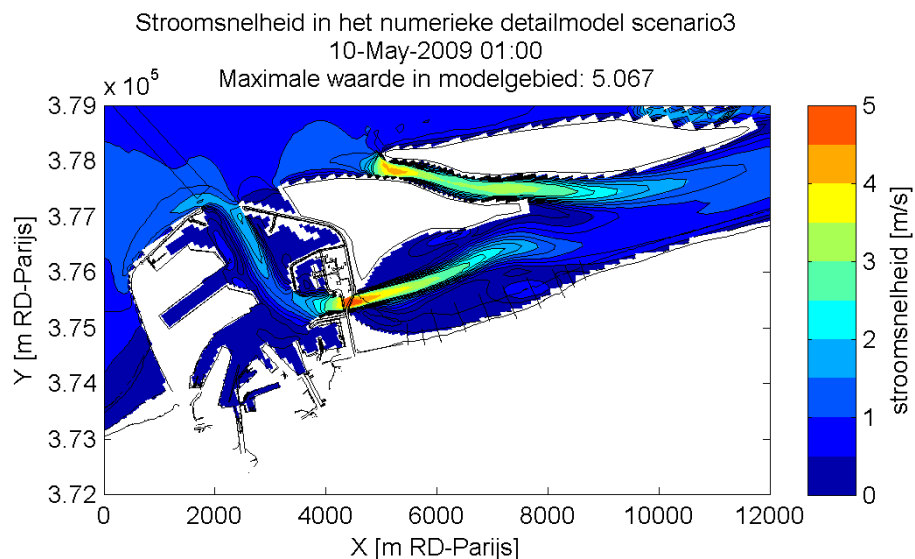 Stroomsnelheid in het numerieke detailmodel scenario3
10-May-2009 01:00
Maximale waarde in modelgebied: 5.067
x 10⁵
3.79
3.78
3.77
3.76
3.75
3.74
3.73
3.72
Y [m RD-Parijs]
0 2000 4000 6000 8000 10000 12000
X [m RD-Parijs]
5
4
3
2
1
0
stroomsnelheid [m/s]